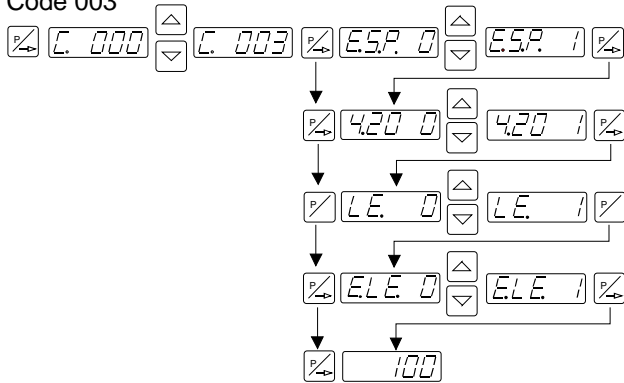 Code 003
P C. 000 C. 003 P E.S.P. 0 E.S.P. 1 P
P 4.20 0 4.20 1 P
P L E. 0 L E. 1 P
P E.L E. 0 E.L E. 1 P
P 100